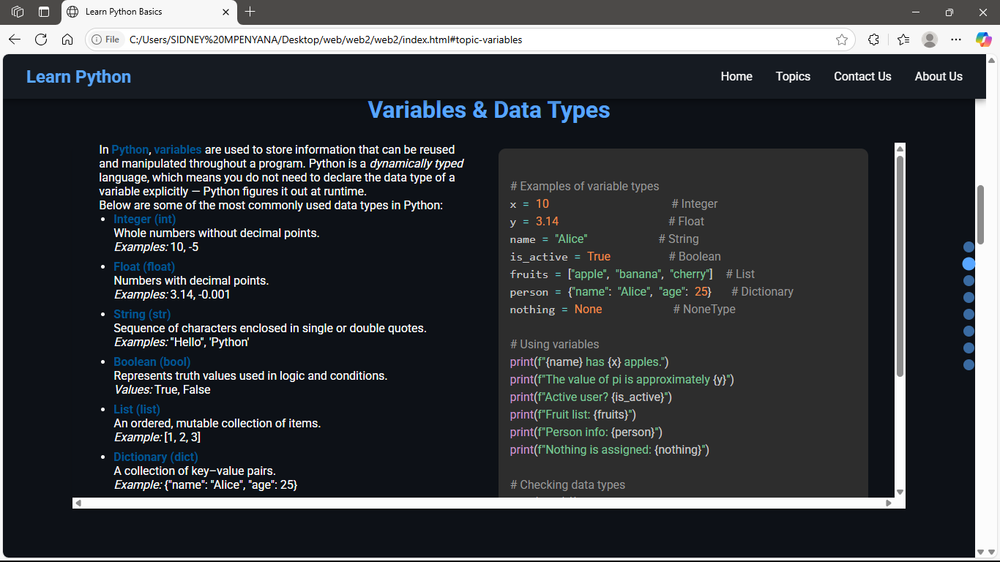 Learn Python Basics
File
C:/Users/SIDNEY%20MPENYANA/Desktop/web/web2/web2/index.html#topic-variables
Learn Python
Home Topics Contact Us About Us
Variables & Data Types
In Python, variables are used to store information that can be reused
and manipulated throughout a program. Python is a dynamically typed
language, which means you do not need to declare the data type of a
variable explicitly — Python figures it out at runtime.
Below are some of the most commonly used data types in Python:
• Integer (int)
Whole numbers without decimal points.
Examples: 10, -5
• Float (float)
Numbers with decimal points.
Examples: 3.14, -0.001
• String (str)
Sequence of characters enclosed in single or double quotes.
Examples: "Hello", 'Python'
• Boolean (bool)
Represents truth values used in logic and conditions.
Values: True, False
• List (list)
An ordered, mutable collection of items.
Example: [1, 2, 3]
• Dictionary (dict)
A collection of key–value pairs.
Example: {"name": "Alice", "age": 25}
# Examples of variable types
x = 10 # Integer
y = 3.14 # Float
name = "Alice" # String
is_active = True # Boolean
fruits = ["apple", "banana", "cherry"] # List
person = {"name": "Alice", "age": 25} # Dictionary
nothing = None # NoneType
# Using variables
print(f"{name} has {x} apples.")
print(f"The value of pi is approximately {y}")
print(f"Active user? {is_active}")
print(f"Fruit list: {fruits}")
print(f"Person info: {person}")
print(f"Nothing is assigned: {nothing}")
# Checking data types